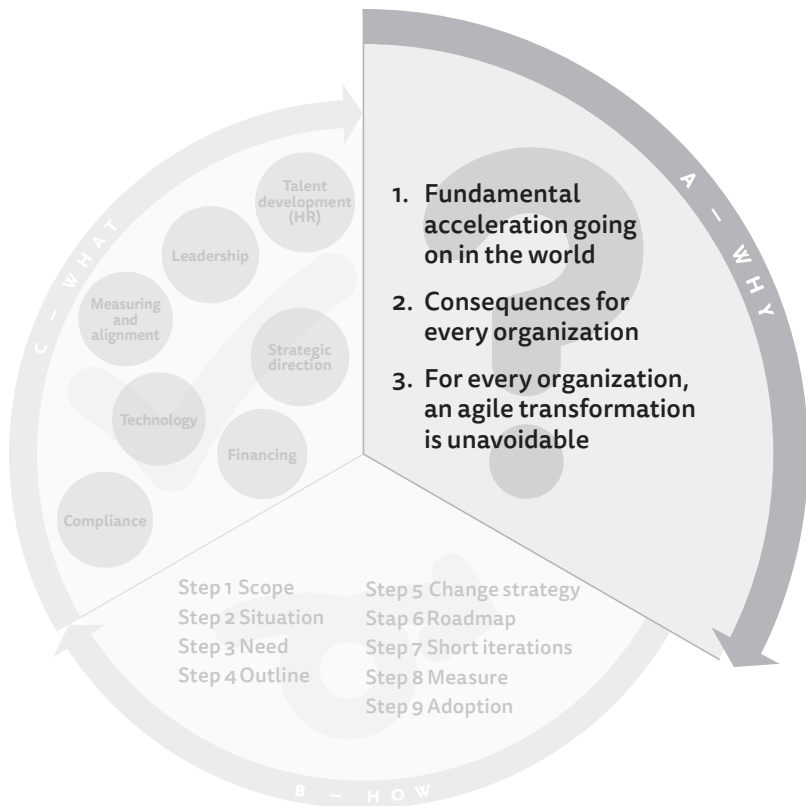 A – WHY
1. Fundamental
acceleration going
on in the world
2. Consequences for
every organization
3. For every organization,
an agile transformation
is unavoidable
B – HOW
Step 1 Scope
Step 2 Situation
Step 3 Need
Step 4 Outline
Step 5 Change strategy
Stap 6 Roadmap
Step 7 Short iterations
Step 8 Measure
Step 9 Adoption
C – WHAT
Talent
development
(HR)
Leadership
Measuring
and
alignment
Strategic
direction
Technology
Financing
Compliance